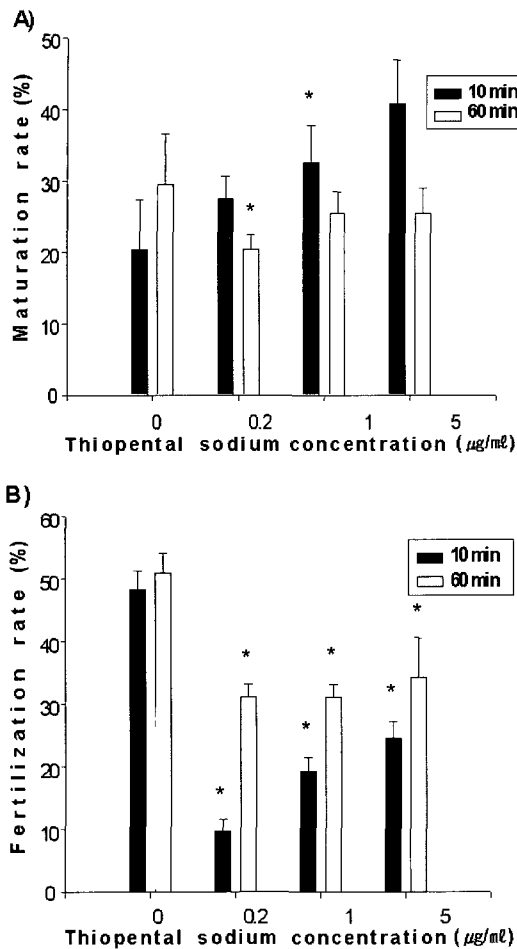 A)
Maturation rate (%)
50
40
30
20
10
0
*
*
10 min
60 min
0 0.2 1 5
Thiopental sodium concentration (㎍/㎖)
B)
Fertilization rate (%)
60
50
40
30
20
10
0
*
*
*
*
*
*
10 min
60 min
0 0.2 1 5
Thiopental sodium concentration (㎍/㎖)